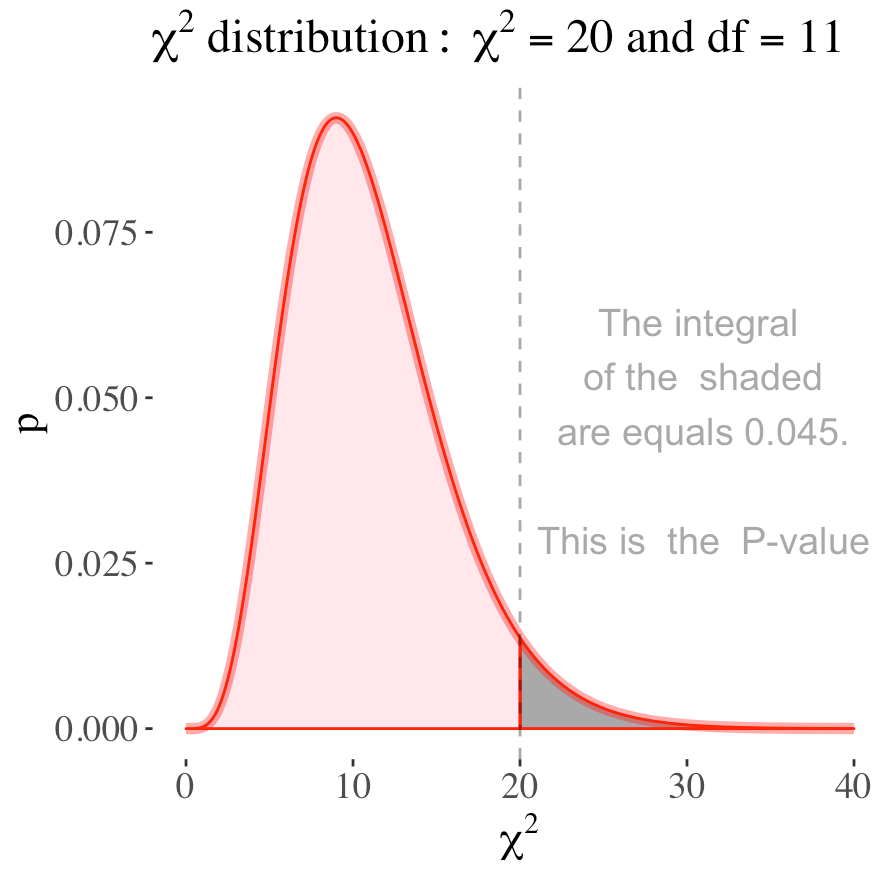 χ² distribution : χ² = 20 and df = 11
p
0.075
0.050
0.025
0.000
The integral
of the shaded
are equals 0.045.
This is the P-value
0 10 20 30 40
χ²